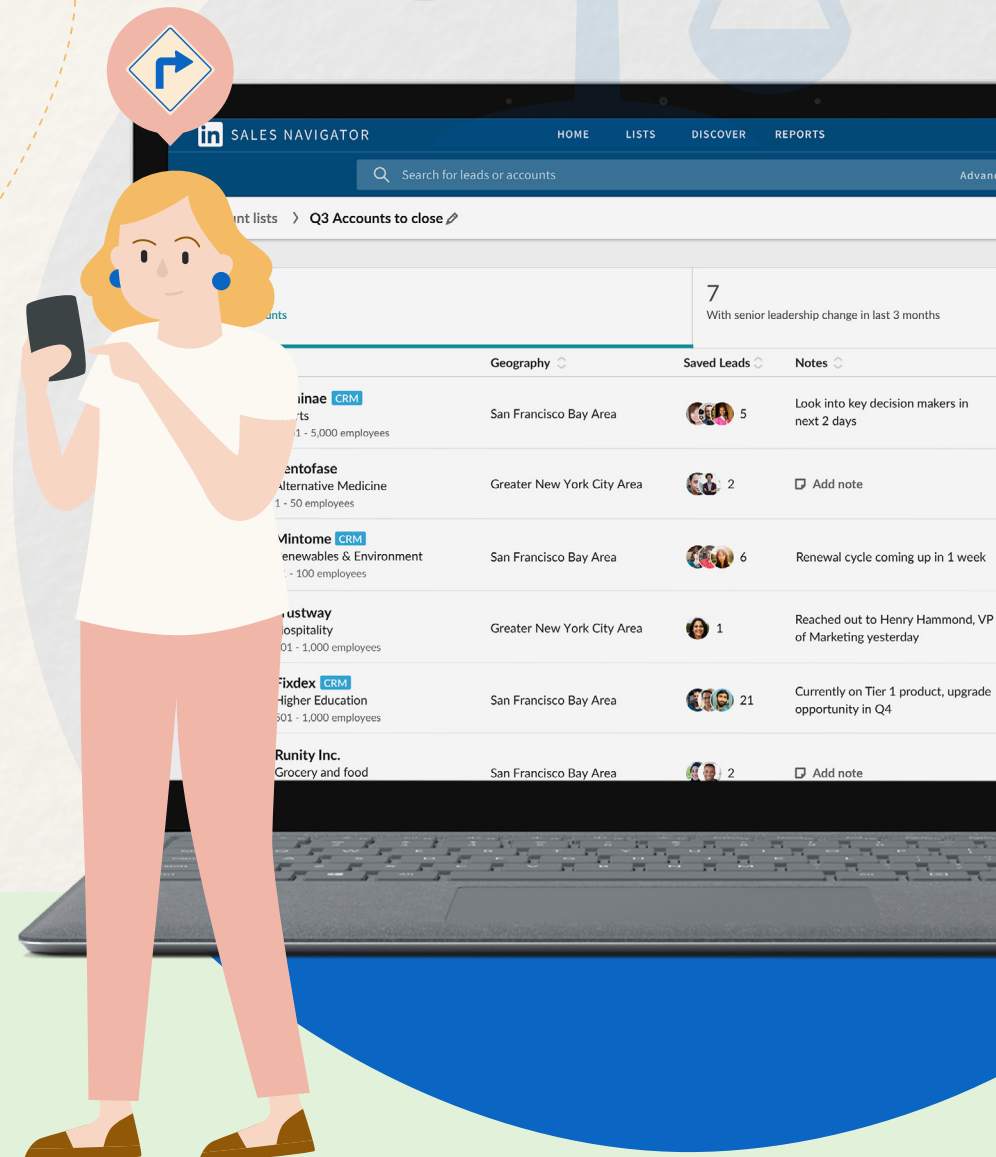 in SALES NAVIGATOR HOME LISTS DISCOVER REPORTS
Search for leads or accounts
nt lists > Q3 Accounts to close
7
unts With senior leadership change in last 3 months
Geography Saved Leads Notes
inae CRM
rts
1 - 5,000 employees
San Francisco Bay Area 5
Look into key decision makers in
next 2 days
entofase
Alternative Medicine
1 - 50 employees
Greater New York City Area 2 Add note
Mintome CRM
enewables & Environment
- 100 employees
San Francisco Bay Area 6 Renewal cycle coming up in 1 week
ustway
ospitality
01 - 1,000 employees
Greater New York City Area 1
Reached out to Henry Hammond, VP
of Marketing yesterday
Fixdex CRM
Higher Education
501 - 1,000 employees
San Francisco Bay Area 21
Currently on Tier 1 product, upgrade
opportunity in Q4
Runity Inc.
Grocery and food
San Francisco Bay Area 2 Add note